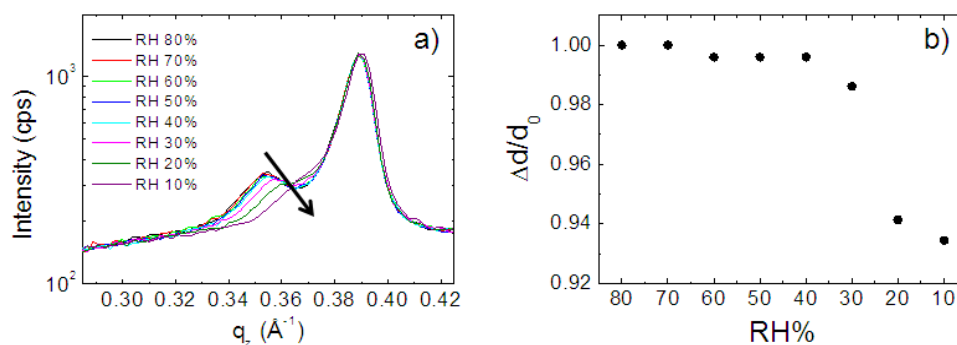 a)
RH 80%
RH 70%
RH 60%
RH 50%
RH 40%
RH 30%
RH 20%
RH 10%
10³
10²
Intensity (cps)
0.30 0.32 0.34 0.36 0.38 0.40 0.42
q_z (Å⁻¹)
b)
1.00
0.98
0.96
0.94
0.92
Δd/d₀
80 70 60 50 40 30 20 10
RH%